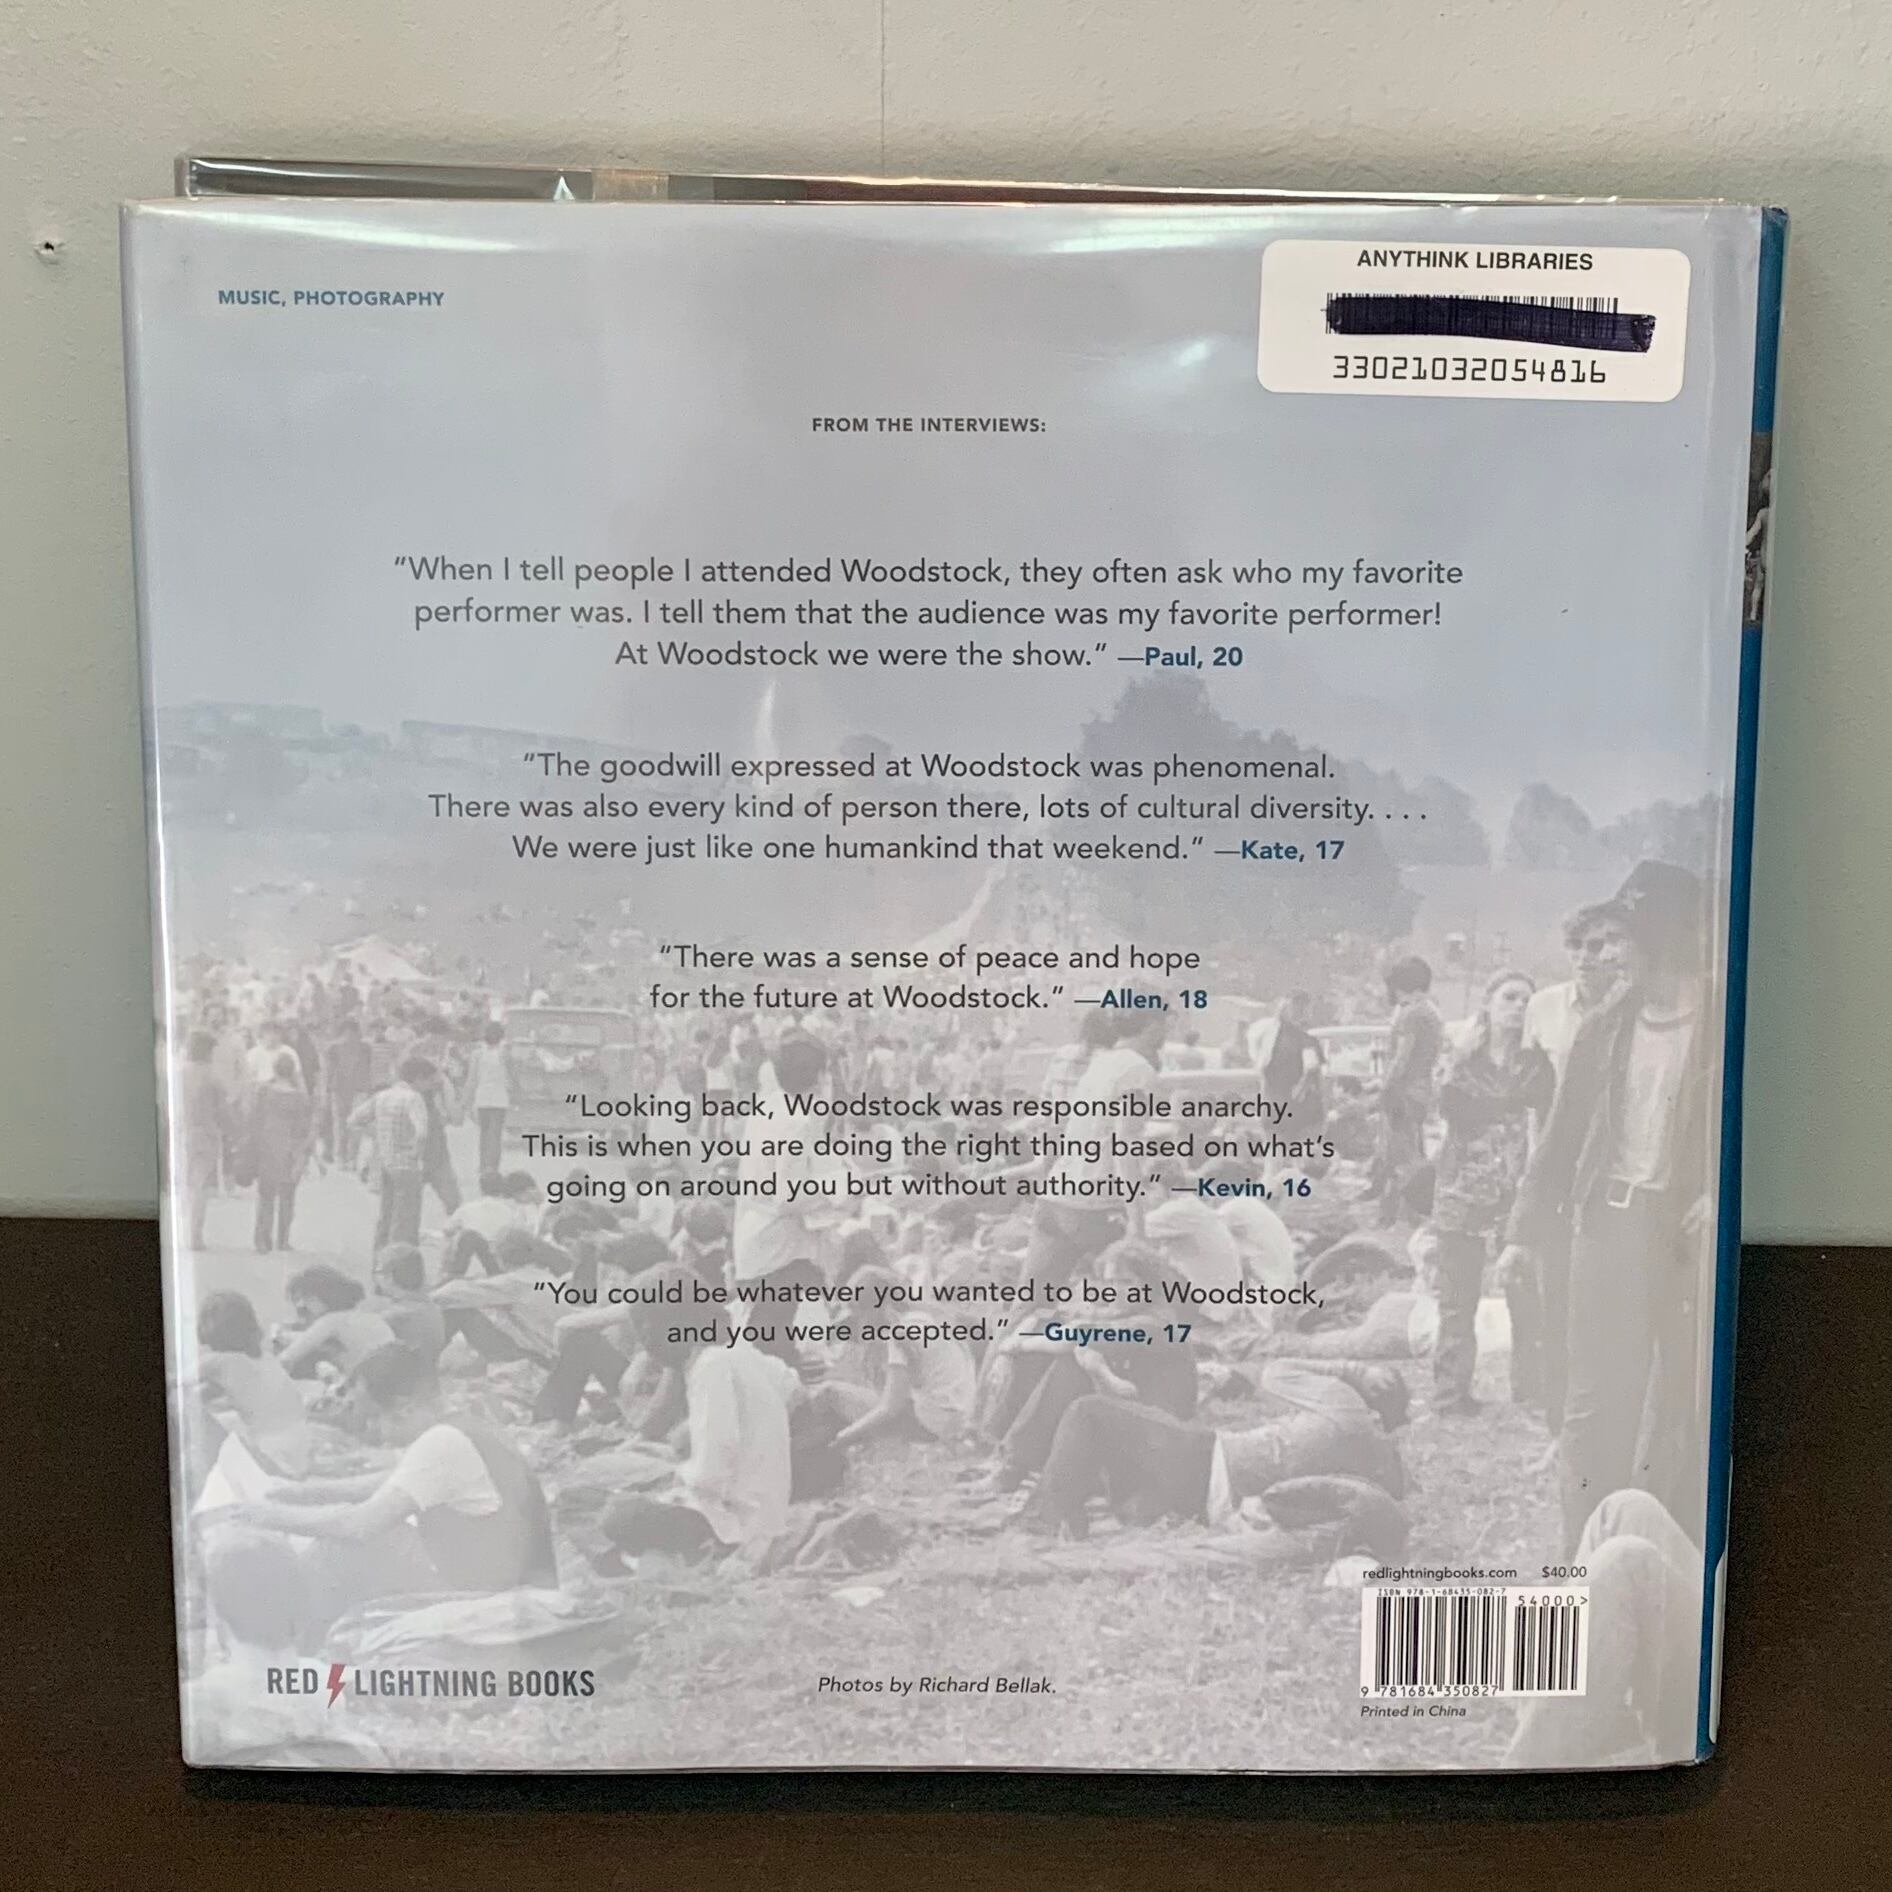 MUSIC, PHOTOGRAPHY
ANYTHINK LIBRARIES
33021032054816
FROM THE INTERVIEWS:
“When I tell people I attended Woodstock, they often ask who my favorite
performer was. I tell them that the audience was my favorite performer!
At Woodstock we were the show.” —Paul, 20
“The goodwill expressed at Woodstock was phenomenal.
There was also every kind of person there, lots of cultural diversity. . . .
We were just like one humankind that weekend.” —Kate, 17
“There was a sense of peace and hope
for the future at Woodstock.” —Allen, 18
“Looking back, Woodstock was responsible anarchy.
This is when you are doing the right thing based on what’s
going on around you but without authority.” —Kevin, 16
“You could be whatever you wanted to be at Woodstock,
and you were accepted.” —Guyrene, 17
RED LIGHTNING BOOKS
Photos by Richard Bellak.
redlightningbooks.com $40.00
ISBN 978-1-68435-082-7
54000>
9 781684 350827
Printed in China